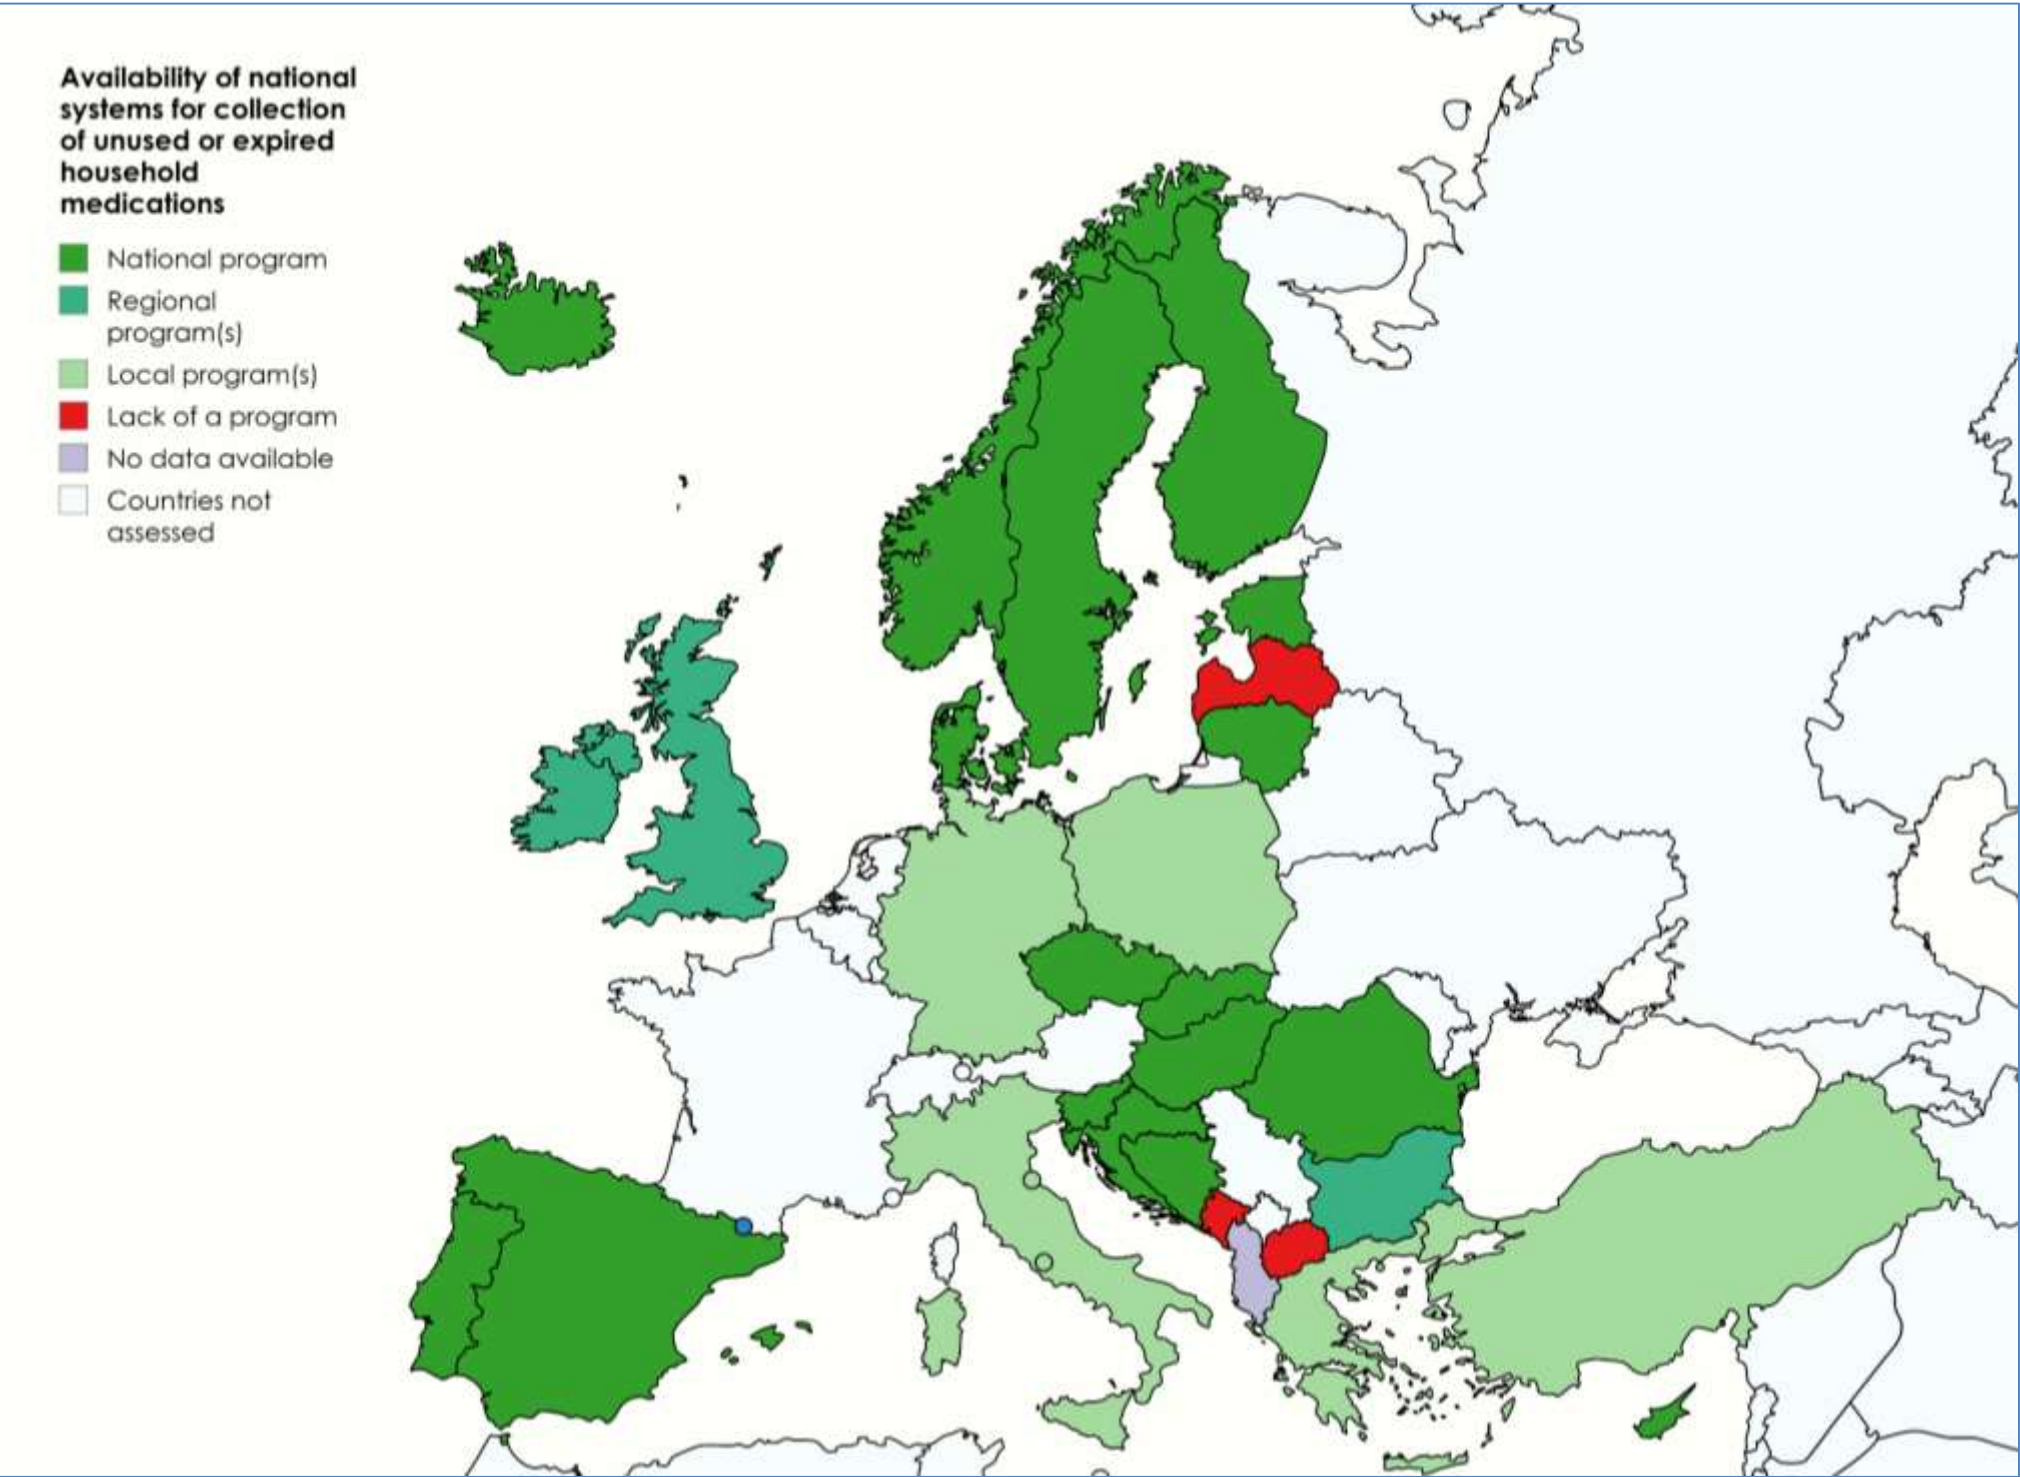 Availability of national
systems for collection
of unused or expired
household
medications
National program
Regional
program(s)
Local program(s)
Lack of a program
No data available
Countries not
assessed